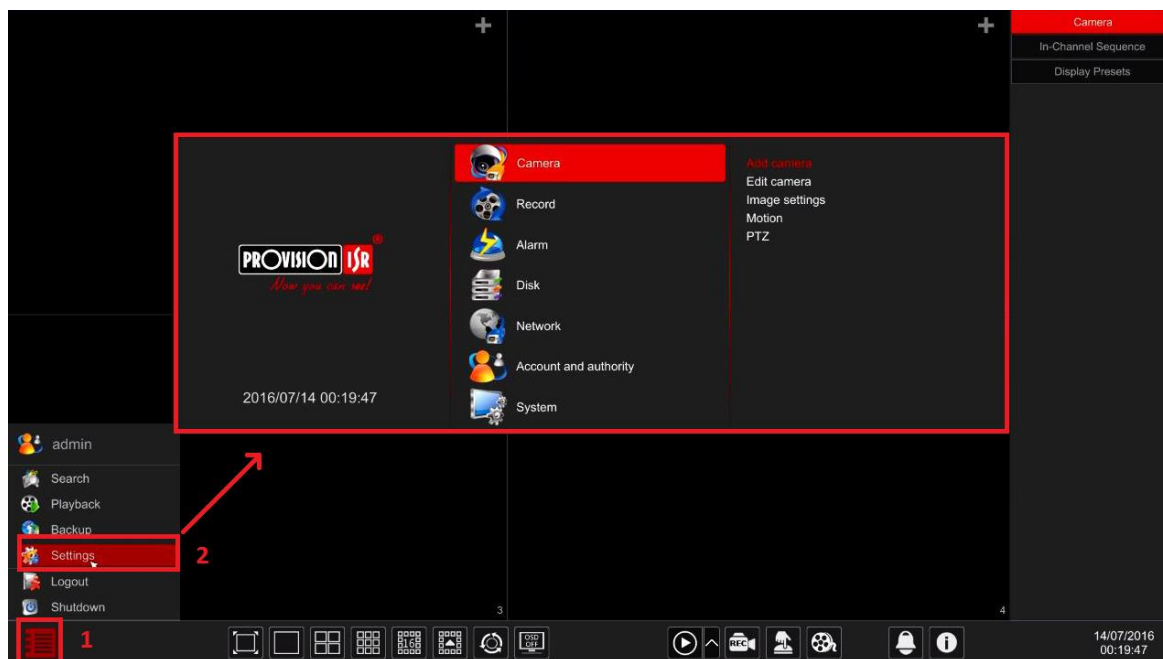 Camera
In-Channel Sequence
Display Presets
Camera
Record
Alarm
Disk
Network
Account and authority
System
Add camera
Edit camera
Image settings
Motion
PTZ
PROVISION ISR®
Now you can see!
2016/07/14 00:19:47
admin
Search
Playback
Backup
Settings
Logout
Shutdown
2
1
3
4
16
OSD
OFF
REC
14/07/2016
00:19:47